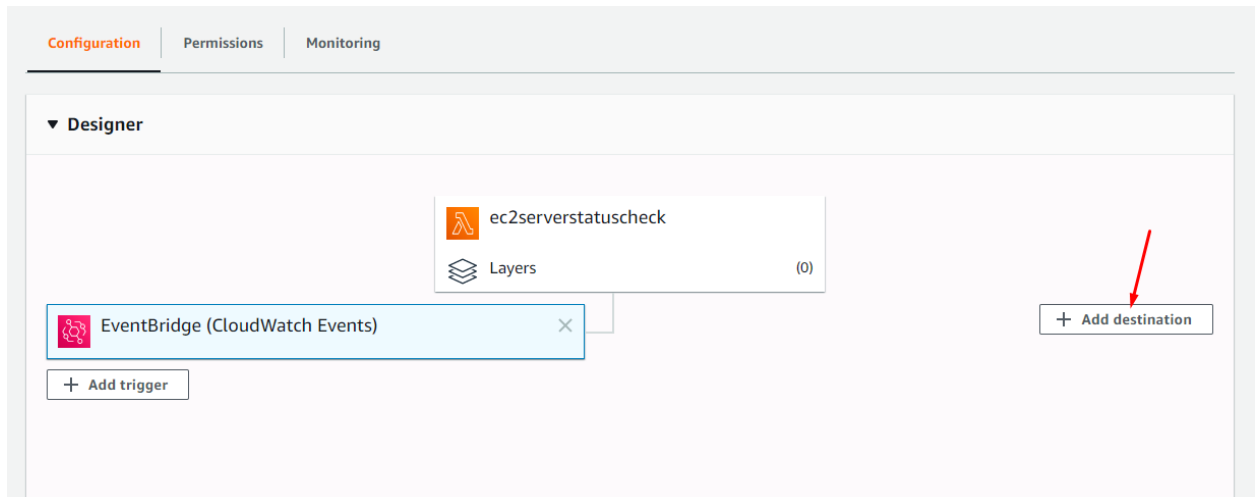 Configuration Permissions Monitoring
Designer
ec2serverstatuscheck
Layers (0)
EventBridge (CloudWatch Events)
Add destination
Add trigger